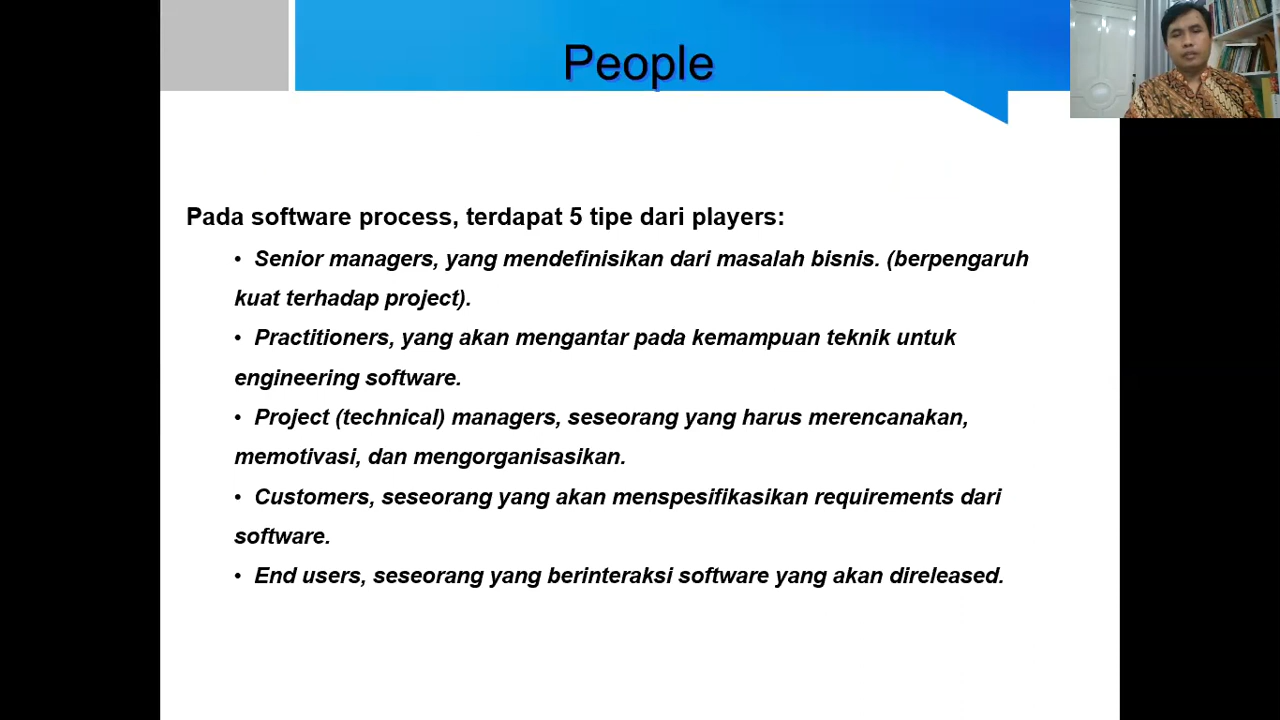 People
Pada software process, terdapat 5 tipe dari players:
• Senior managers, yang mendefinisikan dari masalah bisnis. (berpengaruh
kuat terhadap project).
• Practitioners, yang akan mengantar pada kemampuan teknik untuk
engineering software.
• Project (technical) managers, seseorang yang harus merencanakan,
memotivasi, dan mengorganisasikan.
• Customers, seseorang yang akan menspesifikasikan requirements dari
software.
• End users, seseorang yang berinteraksi software yang akan direleased.